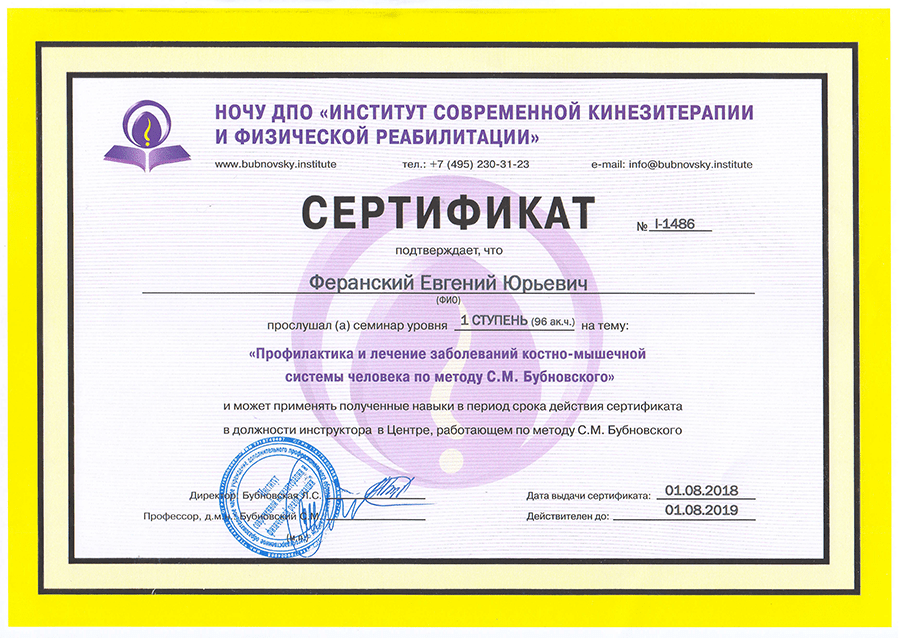 НОЧУ ДПО «ИНСТИТУТ СОВРЕМЕННОЙ КИНЕЗИТЕРАПИИ
И ФИЗИЧЕСКОЙ РЕАБИЛИТАЦИИ»
www.bubnovsky.institute тел.: +7 (495) 230-31-23 e-mail: info@bubnovsky.institute
СЕРТИФИКАТ № I-1486
подтверждает, что
Феранский Евгений Юрьевич
(ФИО)
прослушал (а) семинар уровня 1 СТУПЕНЬ (96 ак.ч.) на тему:
«Профилактика и лечение заболеваний костно-мышечной
системы человека по методу С.М. Бубновского»
и может применять полученные навыки в период срока действия сертификата
в должности инструктора в Центре, работающем по методу С.М. Бубновского
Директор Бубновская Л.С. Дата выдачи сертификата: 01.08.2018
Профессор, д.м.н. Бубновский С.М. Действителен до: 01.08.2019